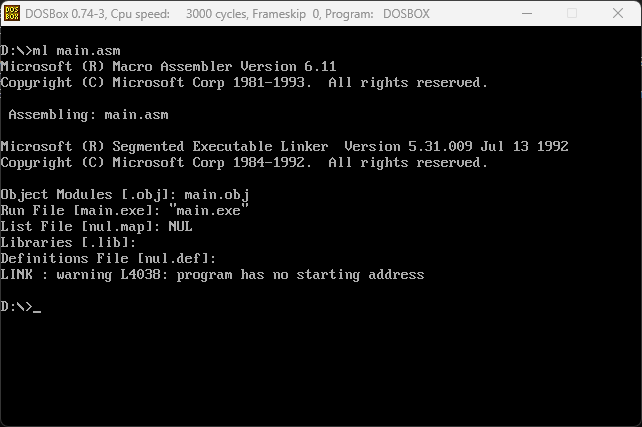 DOS
BOX
DOSBox 0.74-3, Cpu speed: 3000 cycles, Frameskip 0, Program: DOSBOX
D:\>ml main.asm
Microsoft (R) Macro Assembler Version 6.11
Copyright (C) Microsoft Corp 1981-1993. All rights reserved.
Assembling: main.asm
Microsoft (R) Segmented Executable Linker Version 5.31.009 Jul 13 1992
Copyright (C) Microsoft Corp 1984-1992. All rights reserved.
Object Modules [.obj]: main.obj
Run File [main.exe]: "main.exe"
List File [nul.map]: NUL
Libraries [.lib]:
Definitions File [nul.def]:
LINK : warning L4038: program has no starting address
D:\>_